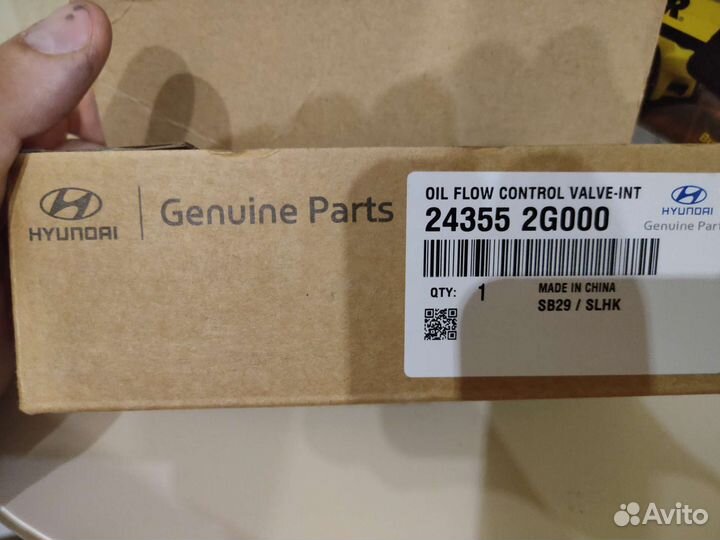 HYUNDAI
Genuine Parts
OIL FLOW CONTROL VALVE-INT
24355 2G000
HYUNDAI
Genuine
QTY: 1
MADE IN CHINA
SB29 / SLHK
Avito